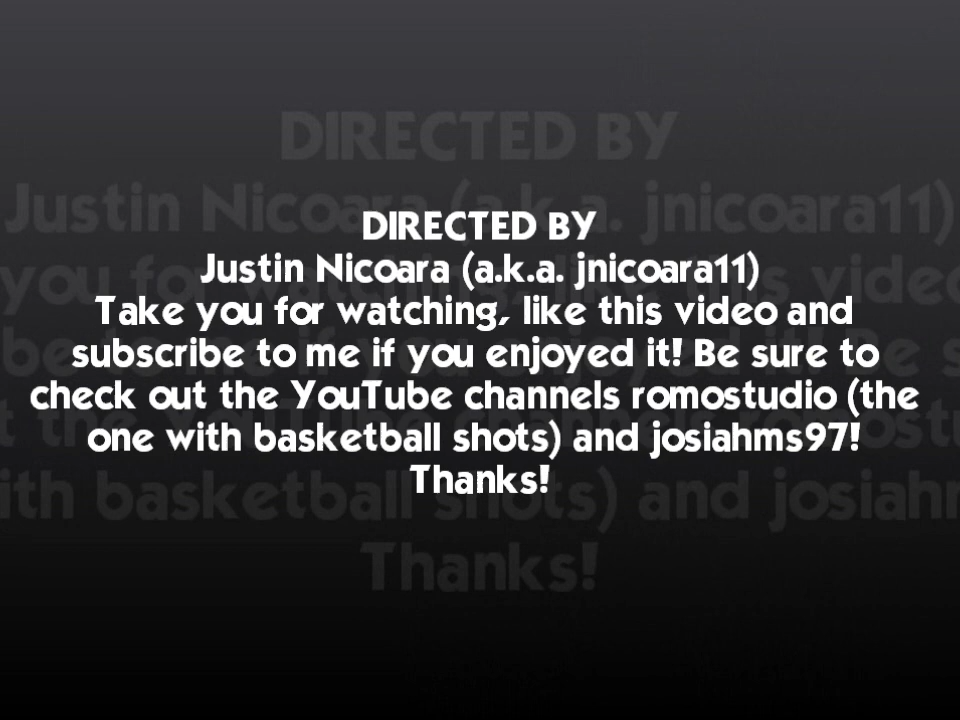 DIRECTED BY
Justin Nicoara (a.k.a. jnicoara11)
Take you for watching, like this video and
subscribe to me if you enjoyed it! Be sure to
check out the YouTube channels romostudio (the
one with basketball shots) and josiahms97!
Thanks!